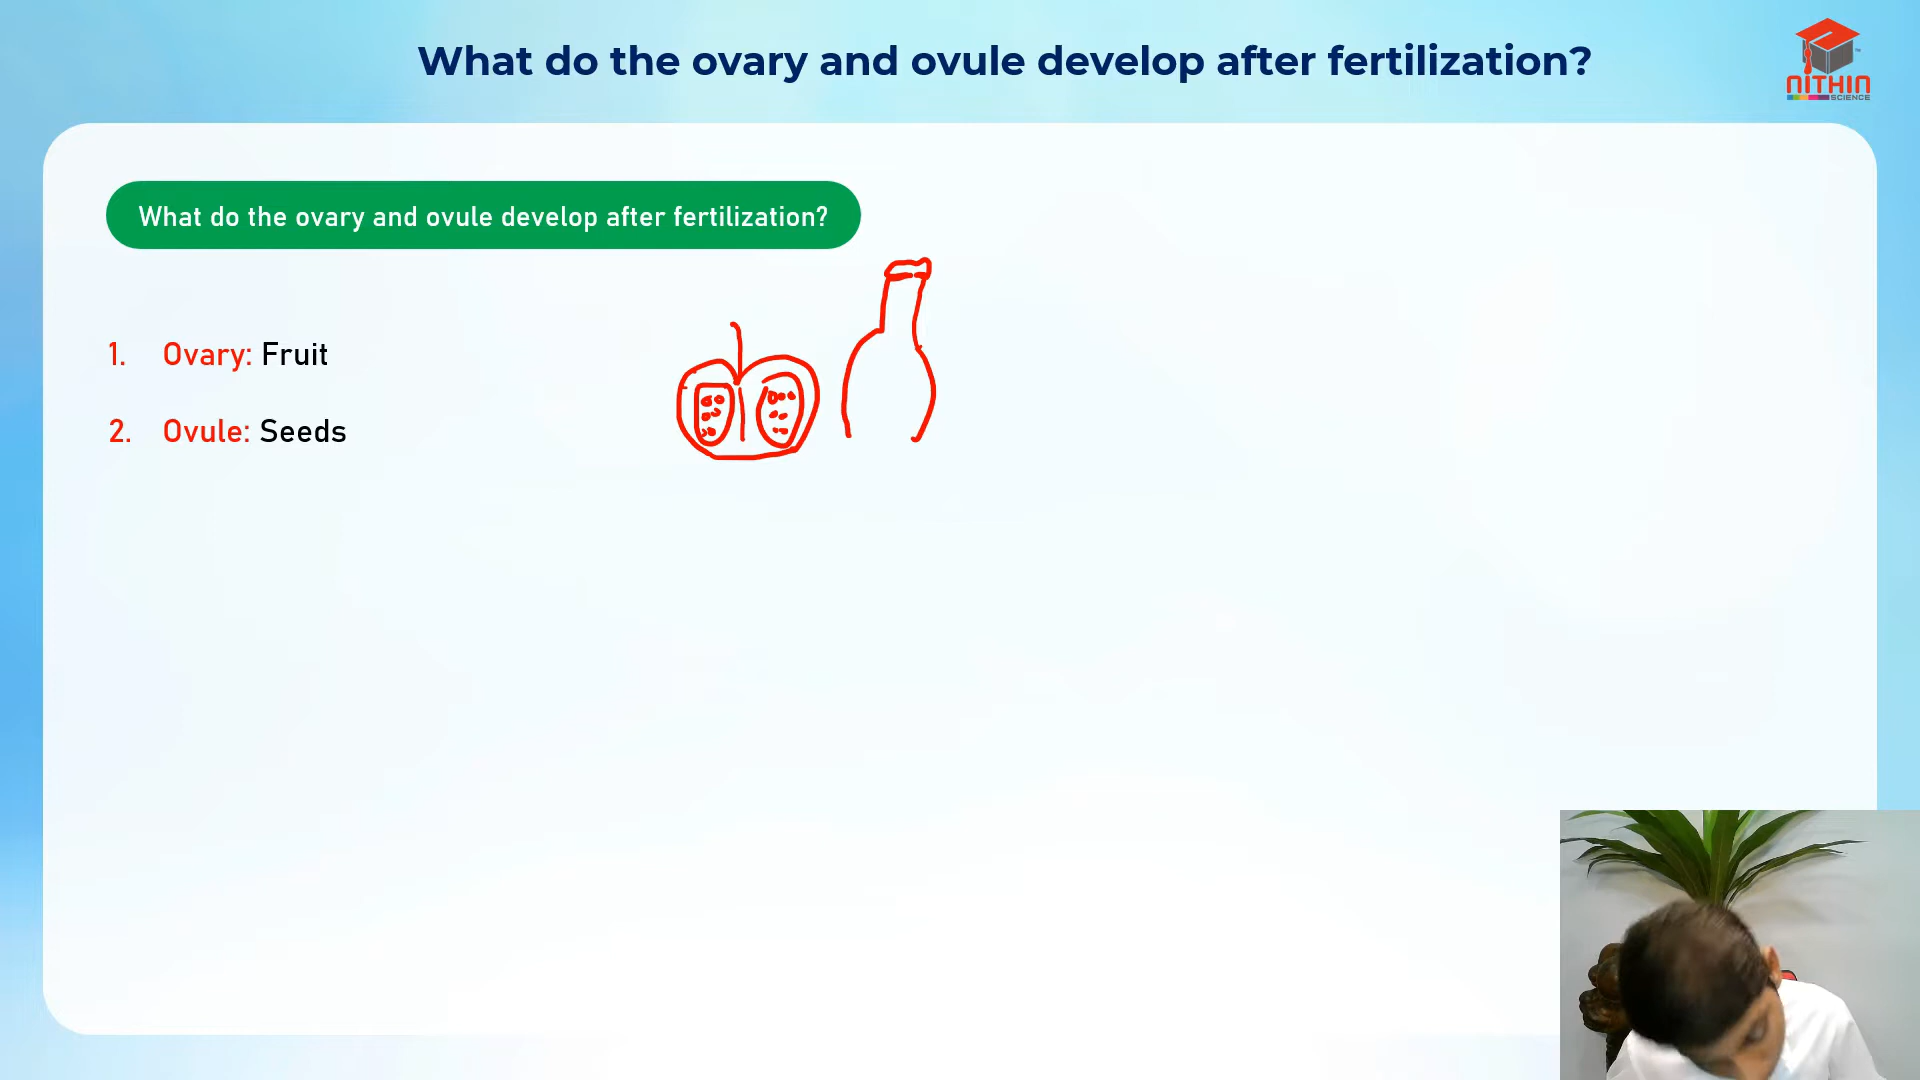 What do the ovary and ovule develop after fertilization?
NITHIN
SCIENCE
What do the ovary and ovule develop after fertilization?
1. Ovary: Fruit
2. Ovule: Seeds